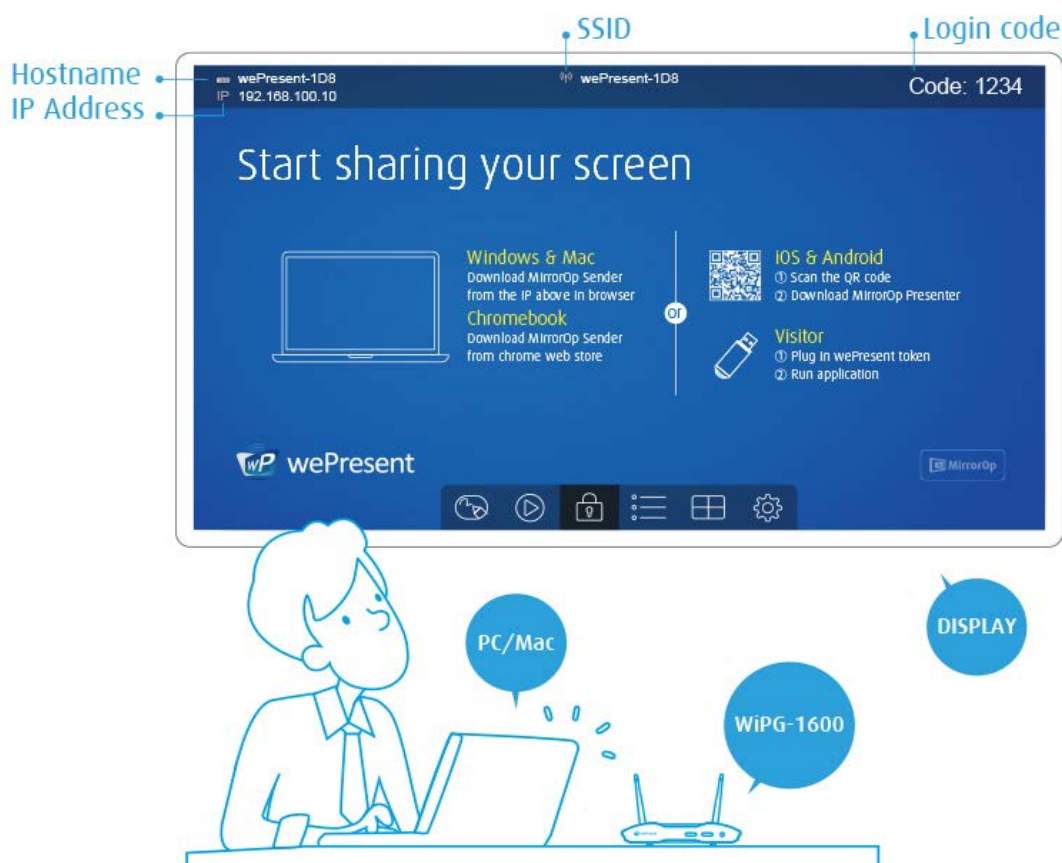 SSID
Login code
Hostname
IP Address
wePresent-1D8
IP 192.168.100.10
wePresent-1D8
Code: 1234
Start sharing your screen
Windows & Mac
Download MirrorOp Sender
from the IP above in browser
Chromebook
Download MirrorOp Sender
from chrome web store
or
iOS & Android
① Scan the QR code
② Download MirrorOp Presenter
Visitor
① Plug in wePresent token
② Run application
wP wePresent
MirrorOp
DISPLAY
PC/Mac
WiPG-1600